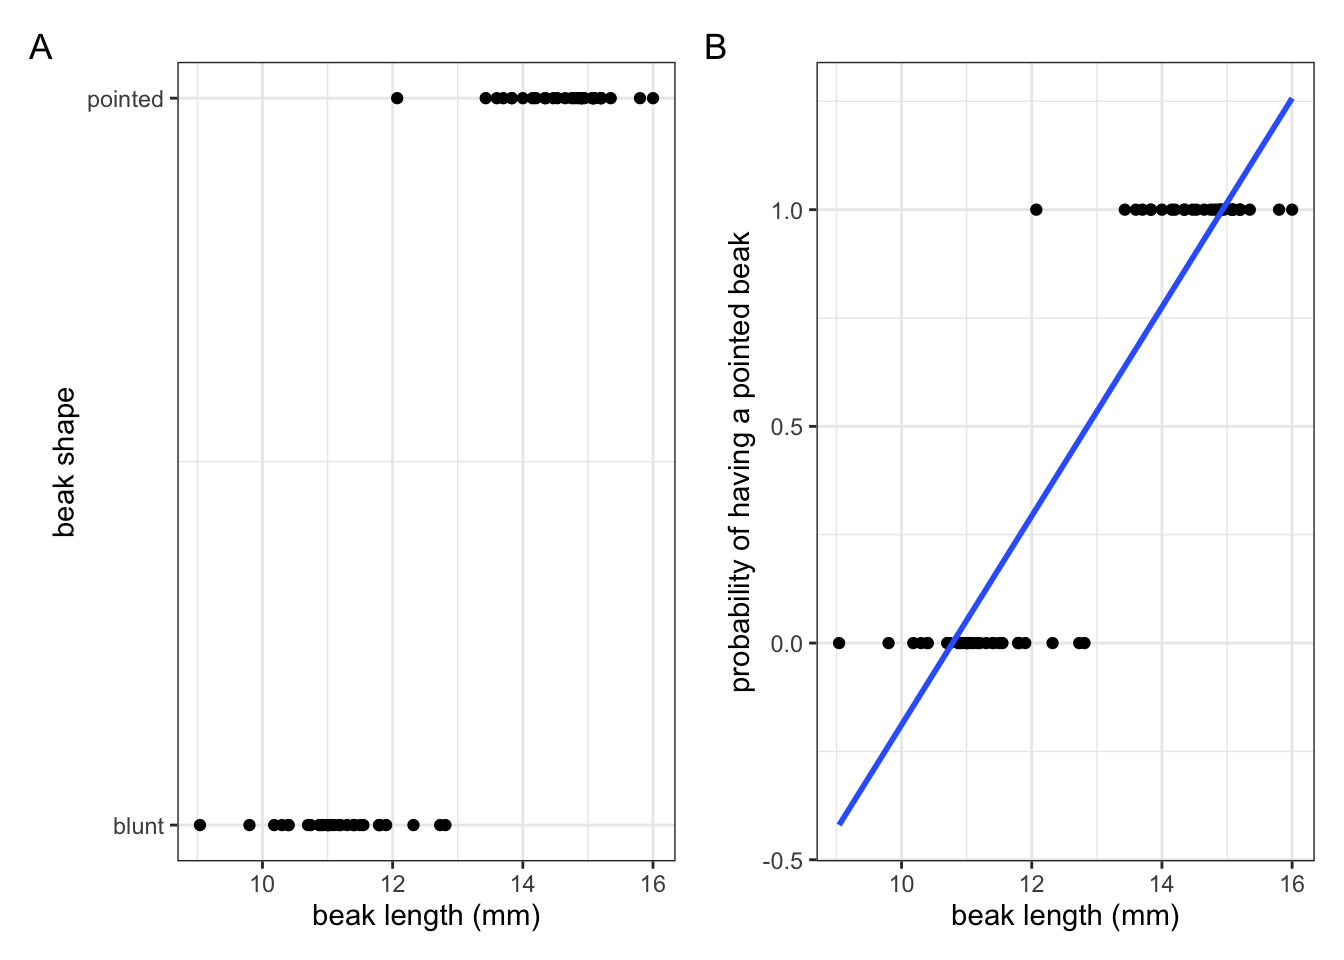 A
pointed
beak shape
blunt
10 12 14 16
beak length (mm)
B
probability of having a pointed beak
1.0
0.5
0.0
-0.5
10 12 14 16
beak length (mm)